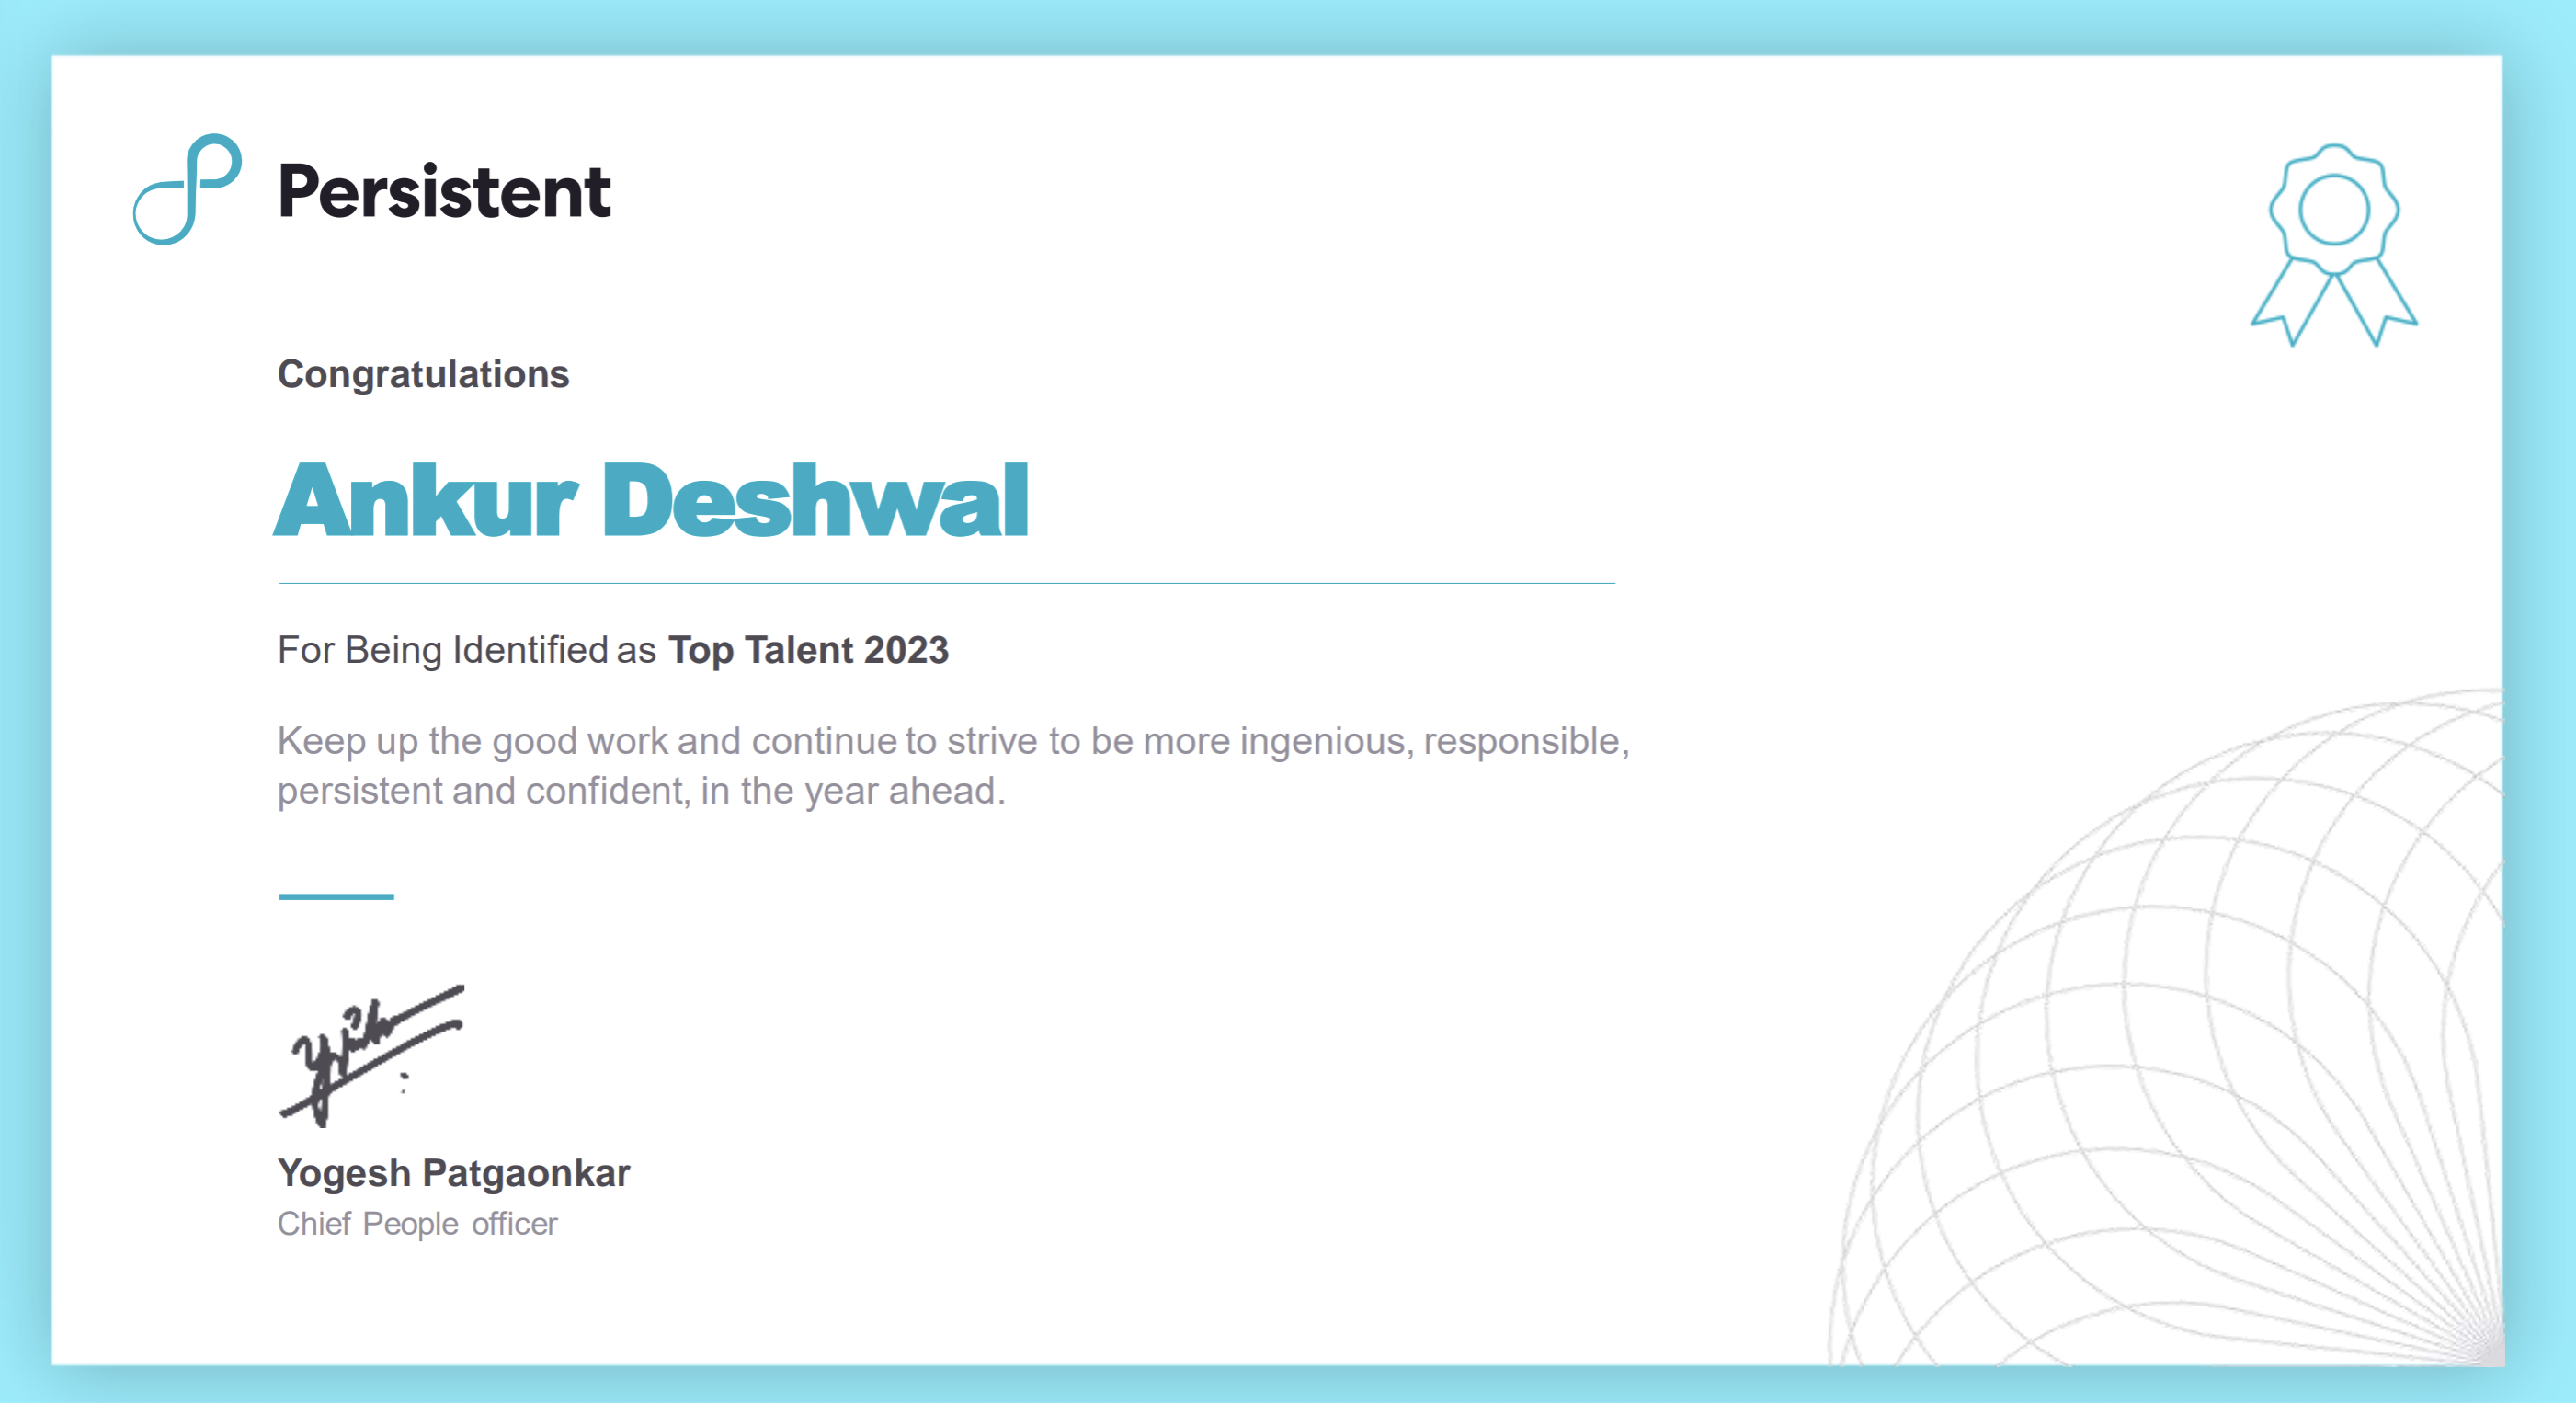 Persistent
Congratulations
Ankur Deshwal
For Being Identified as Top Talent 2023
Keep up the good work and continue to strive to be more ingenious, responsible,
persistent and confident, in the year ahead.
Yogesh Patgaonkar
Chief People officer